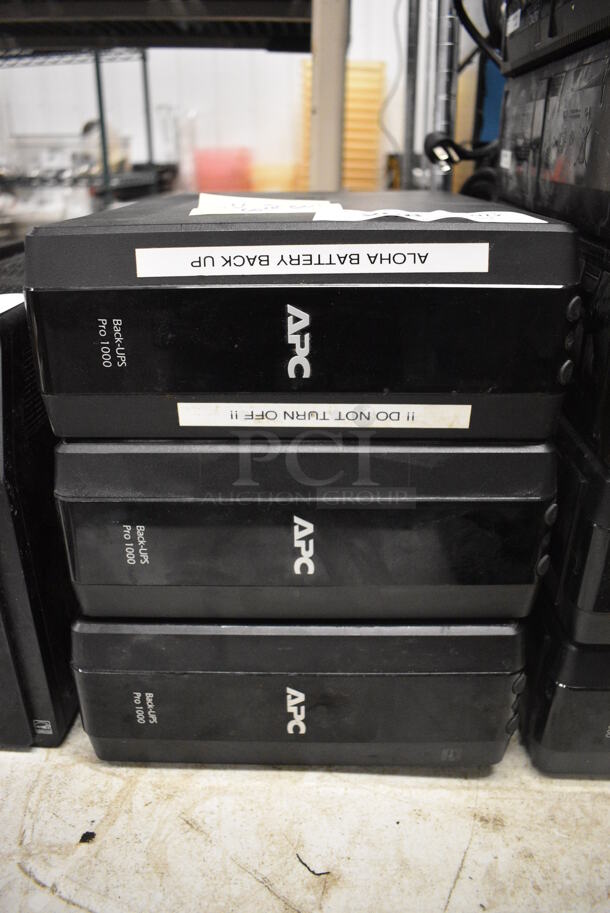 ALOHA BATTERY BACK UP
APC
Back-UPS
Pro 1000
!! DO NOT TURN OFF !!
PCI
AUCTION GROUP
APC
Back-UPS
Pro 1000
APC
Back-UPS
Pro 1000